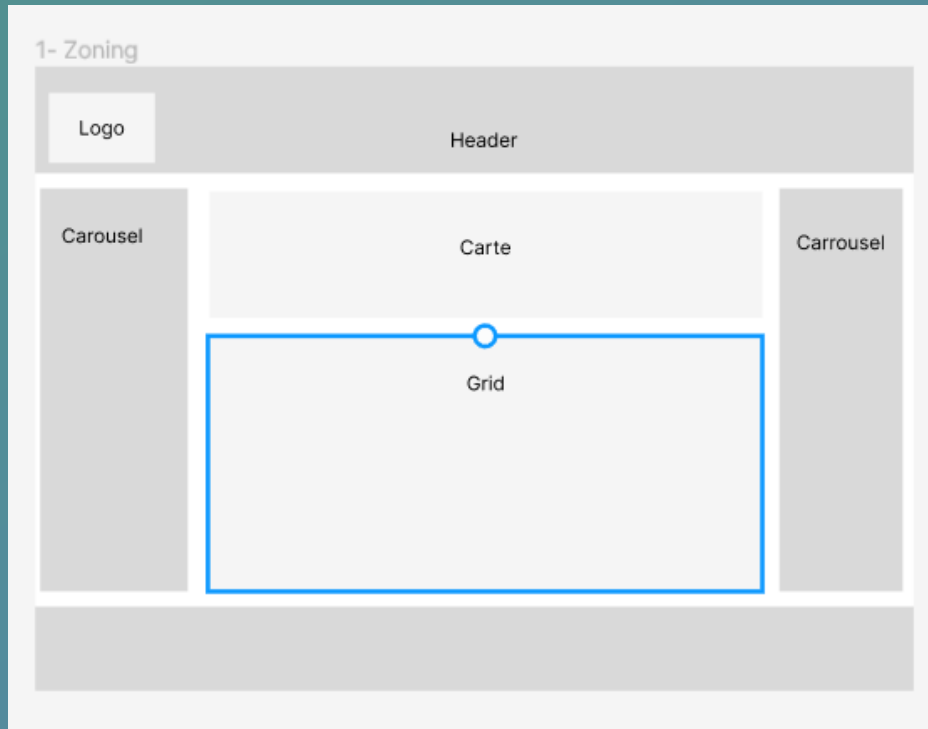 1- Zoning
Logo
Header
Carousel
Carte
Carrousel
Grid